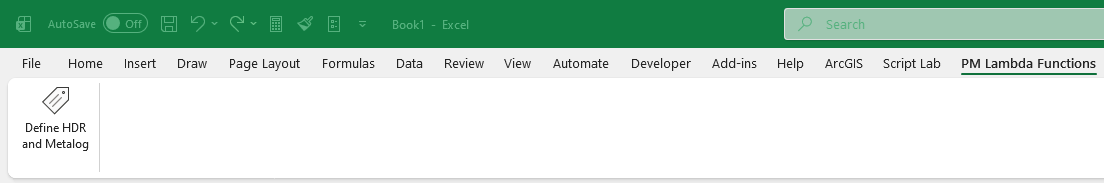 AutoSave Off Book1 - Excel Search
File Home Insert Draw Page Layout Formulas Data Review View Automate Developer Add-ins Help ArcGIS Script Lab PM Lambda Functions
Define HDR
and Metalog